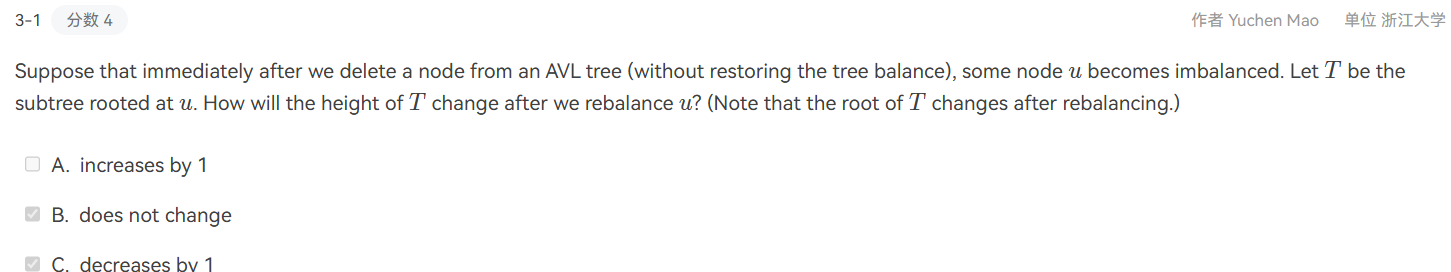 3-1 分数 4 作者 Yuchen Mao 单位 浙江大学
Suppose that immediately after we delete a node from an AVL tree (without restoring the tree balance), some node u becomes imbalanced. Let T be the
subtree rooted at u. How will the height of T change after we rebalance u? (Note that the root of T changes after rebalancing.)
A. increases by 1
B. does not change
C. decreases by 1